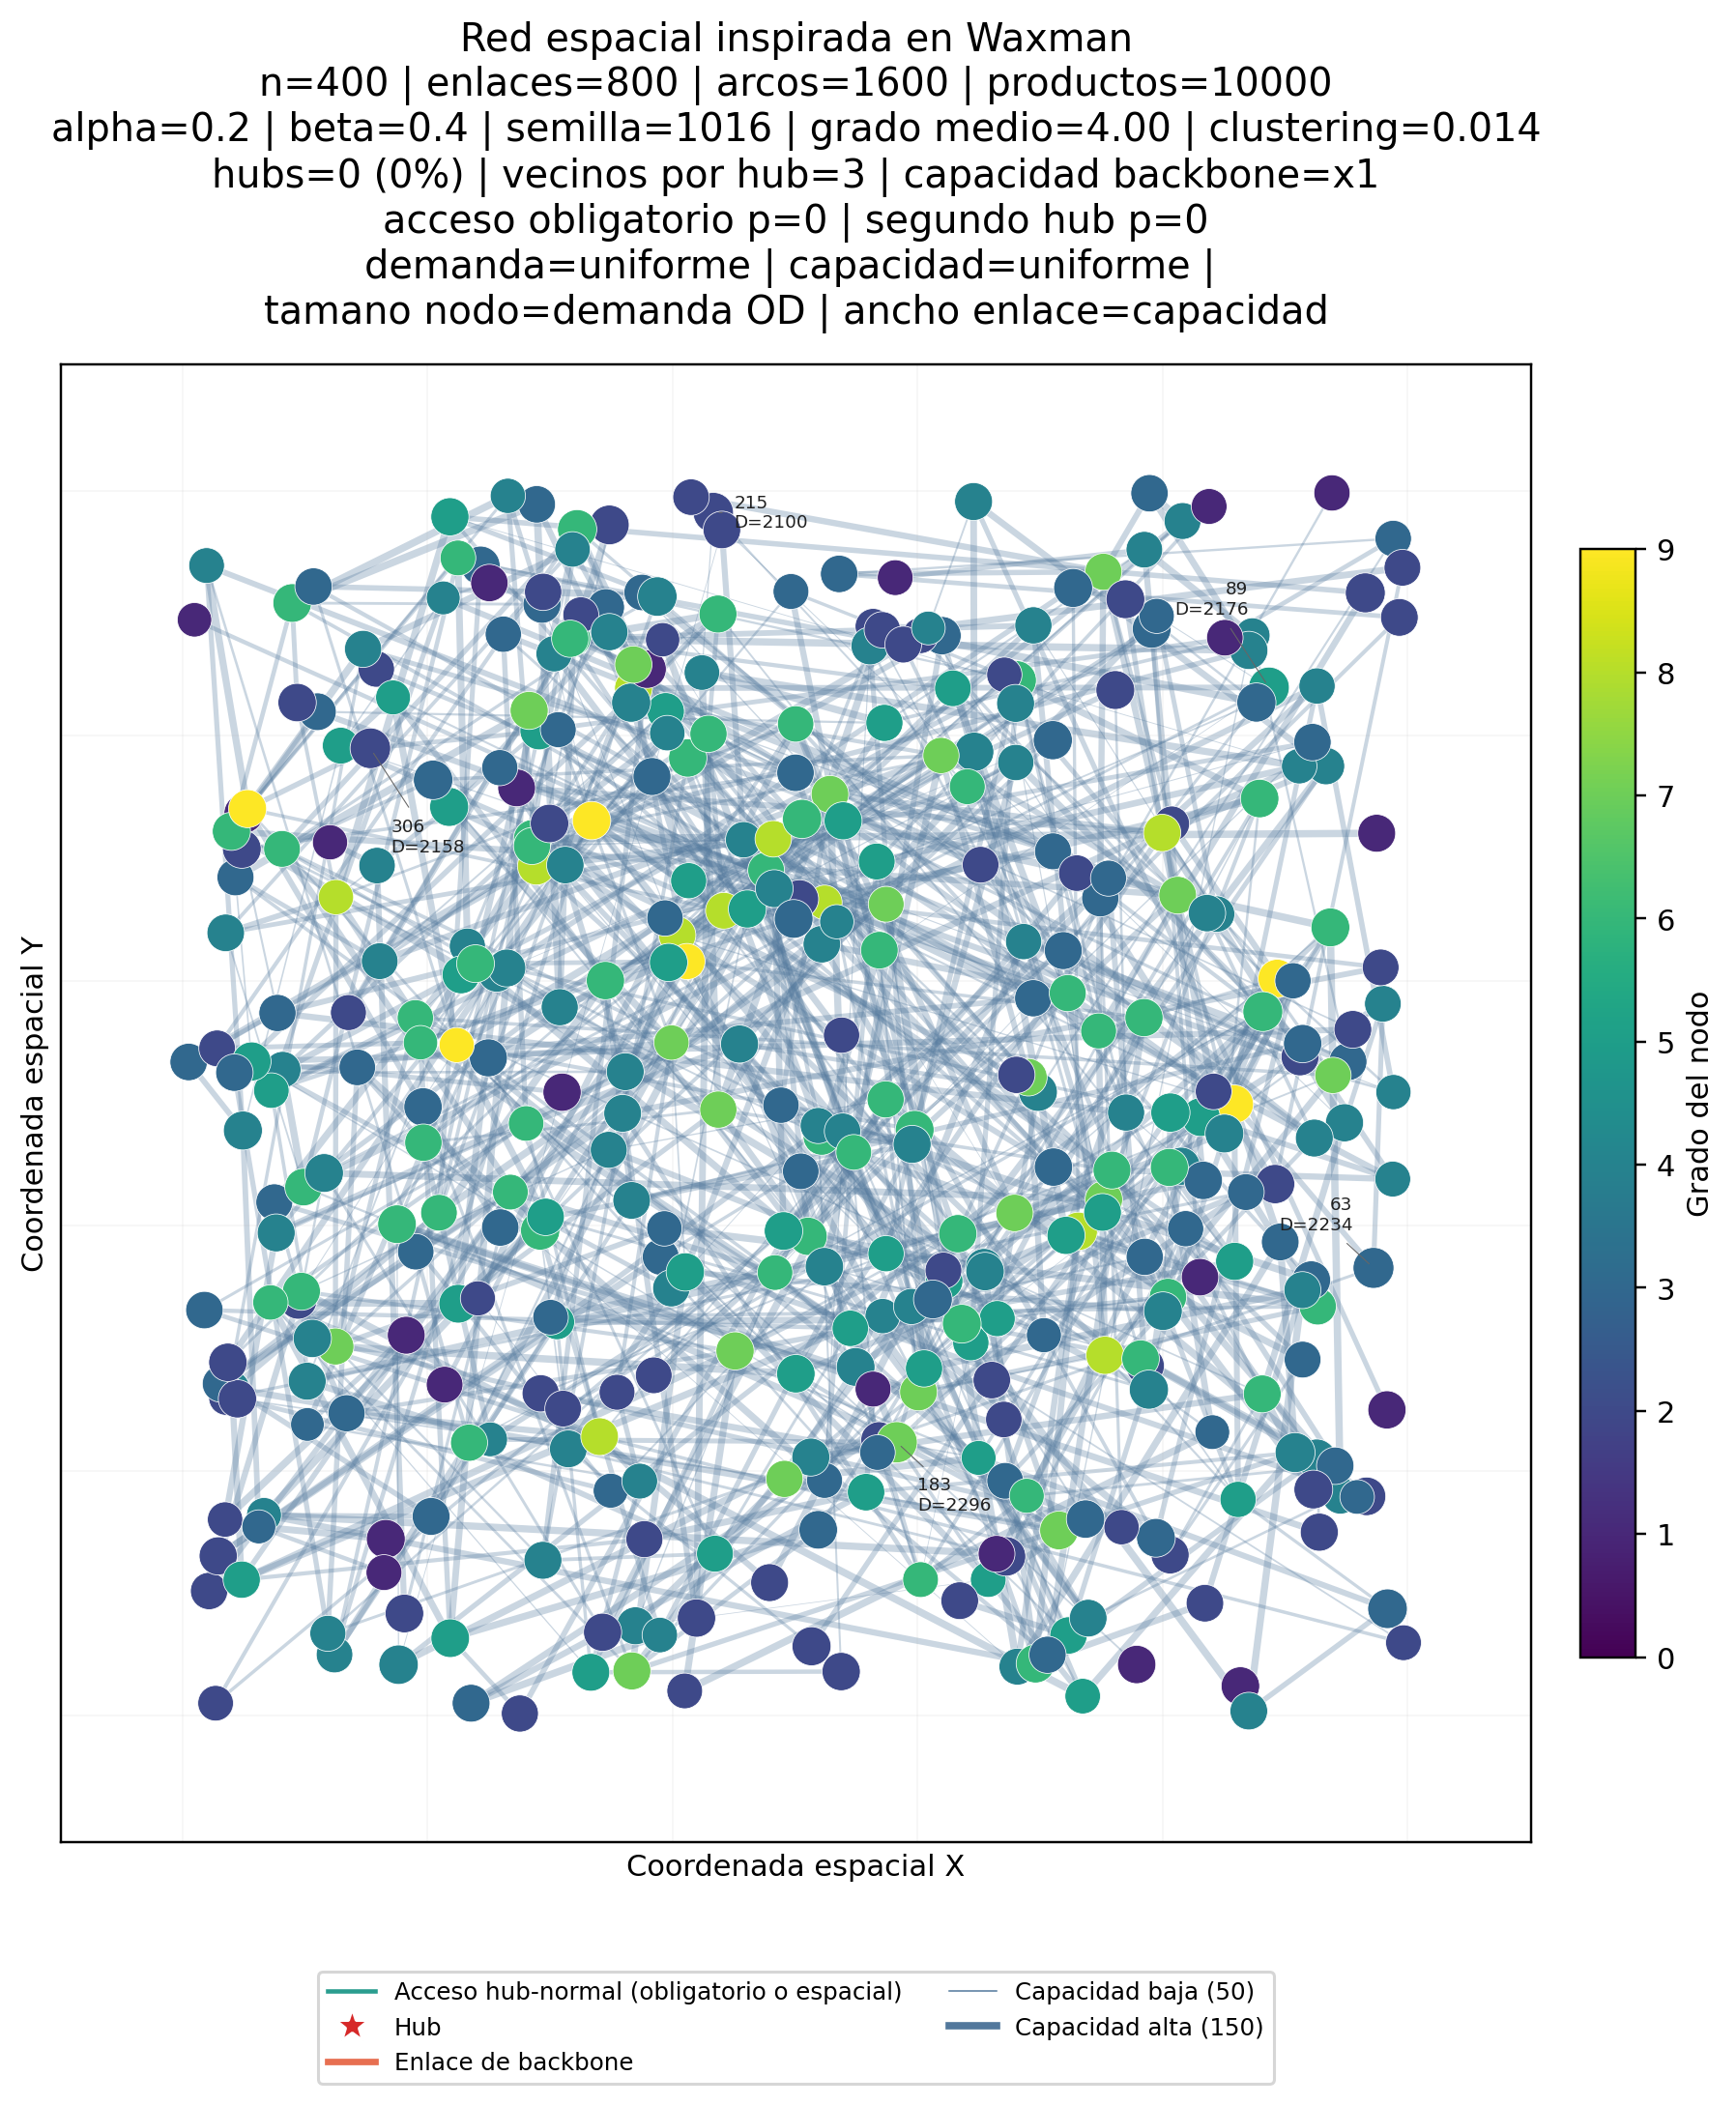 Red espacial inspirada en Waxman
n=400 | enlaces=800 | arcos=1600 | productos=10000
alpha=0.2 | beta=0.4 | semilla=1016 | grado medio=4.00 | clustering=0.014
hubs=0 (0%) | vecinos por hub=3 | capacidad backbone=x1
acceso obligatorio p=0 | segundo hub p=0
demanda=uniforme | capacidad=uniforme |
tamano nodo=demanda OD | ancho enlace=capacidad
215
D=2100
89
D=2176
306
D=2158
63
D=2234
183
D=2296
Coordenada espacial Y
Coordenada espacial X
9
8
7
6
5
4
3
2
1
0
Grado del nodo
Acceso hub-normal (obligatorio o espacial)
Hub
Enlace de backbone
Capacidad baja (50)
Capacidad alta (150)